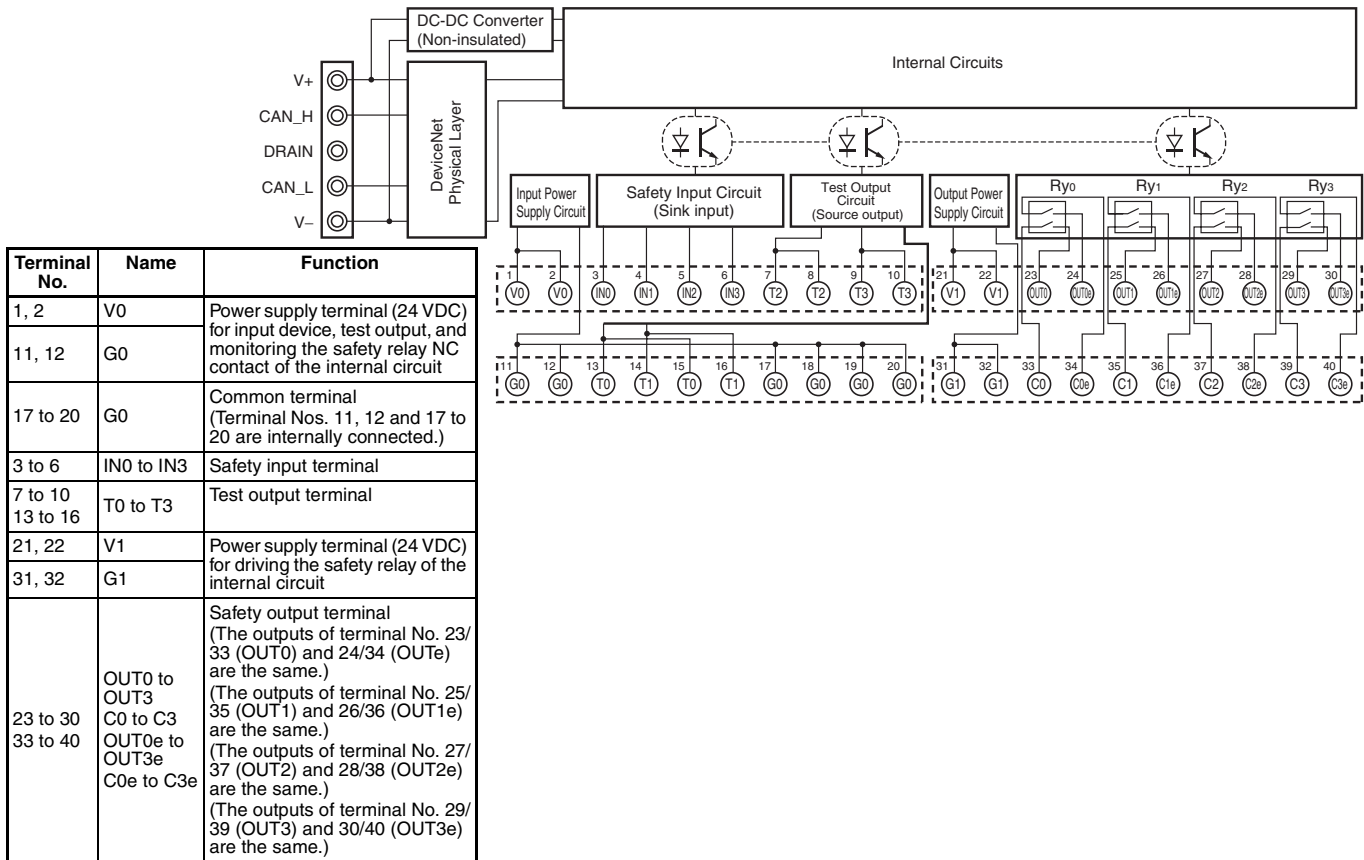 DC-DC Converter
(Non-insulated)
Internal Circuits
V+
CAN_H
DRAIN
CAN_L
V–
DeviceNet
Physical Layer
Input Power
Supply Circuit
Safety Input Circuit
(Sink input)
Test Output
Circuit
(Source output)
Output Power
Supply Circuit
Ry0 Ry1 Ry2 Ry3
1 2 3 4 5 6 7 8 9 10
V0 V0 IN0 IN1 IN2 IN3 T2 T2 T3 T3
21 22 23 24 25 26 27 28 29 30
V1 V1 OUT0 OUT0e OUT1 OUT1e OUT2 OUT2e OUT3 OUT3e
11 12 13 14 15 16 17 18 19 20
G0 G0 T0 T1 T0 T1 G0 G0 G0 G0
31 32 33 34 35 36 37 38 39 40
G1 G1 C0 C0e C1 C1e C2 C2e C3 C3e
Terminal No. Name Function
1, 2 V0 Power supply terminal (24 VDC)
for input device, test output, and
monitoring the safety relay NC
contact of the internal circuit
11, 12 G0
17 to 20 G0 Common terminal
(Terminal Nos. 11, 12 and 17 to
20 are internally connected.)
3 to 6 IN0 to IN3 Safety input terminal
7 to 10
13 to 16 T0 to T3 Test output terminal
21, 22 V1 Power supply terminal (24 VDC)
for driving the safety relay of the
internal circuit
31, 32 G1
23 to 30
33 to 40
OUT0 to
OUT3
C0 to C3
OUT0e to
OUT3e
C0e to C3e
Safety output terminal
(The outputs of terminal No. 23/
33 (OUT0) and 24/34 (OUTe)
are the same.)
(The outputs of terminal No. 25/
35 (OUT1) and 26/36 (OUT1e)
are the same.)
(The outputs of terminal No. 27/
37 (OUT2) and 28/38 (OUT2e)
are the same.)
(The outputs of terminal No. 29/
39 (OUT3) and 30/40 (OUT3e)
are the same.)